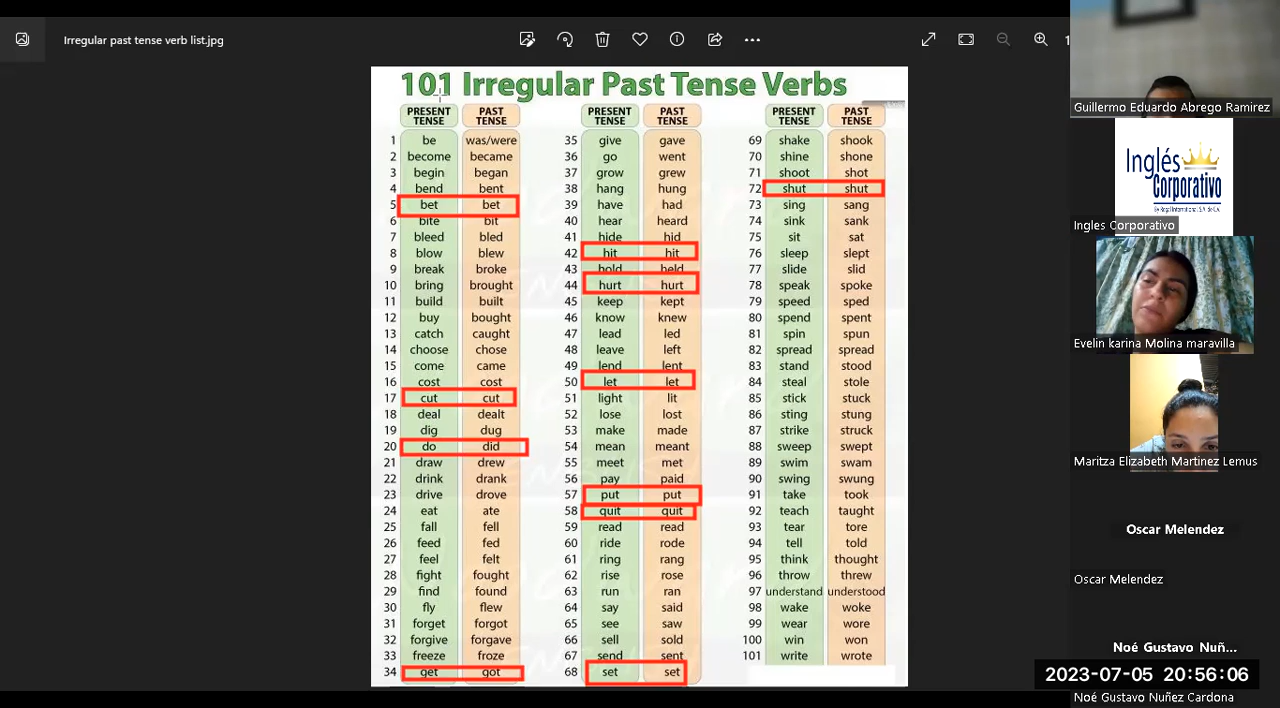 Irregular past tense verb list.jpg
1
101 Irregular Past Tense Verbs
PRESENT TENSE PAST TENSE PRESENT TENSE PAST TENSE PRESENT TENSE PAST TENSE
1 be was/were 35 give gave 69 shake shook
2 become became 36 go went 70 shine shone
3 begin began 37 grow grew 71 shoot shot
4 bend bent 38 hang hung 72 shut shut
5 bet bet 39 have had 73 sing sang
6 bite bit 40 hear heard 74 sink sank
7 bleed bled 41 hide hid 75 sit sat
8 blow blew 42 hit hit 76 sleep slept
9 break broke 43 hold held 77 slide slid
10 bring brought 44 hurt hurt 78 speak spoke
11 build built 45 keep kept 79 speed sped
12 buy bought 46 know knew 80 spend spent
13 catch caught 47 lead led 81 spin spun
14 choose chose 48 leave left 82 spread spread
15 come came 49 lend lent 83 stand stood
16 cost cost 50 let let 84 steal stole
17 cut cut 51 light lit 85 stick stuck
18 deal dealt 52 lose lost 86 sting stung
19 dig dug 53 make made 87 strike struck
20 do did 54 mean meant 88 sweep swept
21 draw drew 55 meet met 89 swim swam
22 drink drank 56 pay paid 90 swing swung
23 drive drove 57 put put 91 take took
24 eat ate 58 quit quit 92 teach taught
25 fall fell 59 read read 93 tear tore
26 feed fed 60 ride rode 94 tell told
27 feel felt 61 ring rang 95 think thought
28 fight fought 62 rise rose 96 throw threw
29 find found 63 run ran 97 understand understood
30 fly flew 64 say said 98 wake woke
31 forget forgot 65 see saw 99 wear wore
32 forgive forgave 66 sell sold 100 win won
33 freeze froze 67 send sent 101 write wrote
34 get got 68 set set
Guillermo Eduardo Abrego Ramirez
Inglés
Corporativo
Ingles Corporativo
Evelin karina Molina maravilla
Maritza Elizabeth Martinez Lemus
Oscar Melendez
Oscar Melendez
Noé Gustavo Nuñ...
2023-07-05 20:56:06
Noé Gustavo Nuñez Cardona